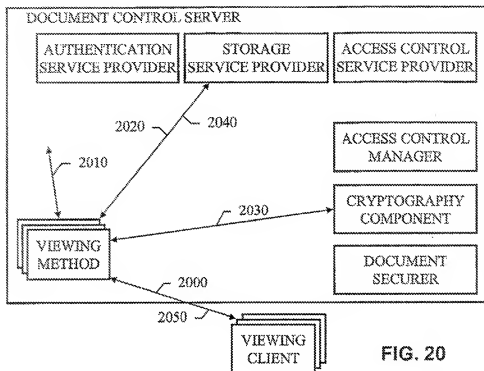 DOCUMENT CONTROL SERVER
AUTHENTICATION
SERVICE PROVIDER
STORAGE
SERVICE PROVIDER
ACCESS CONTROL
SERVICE PROVIDER
2020
2040
2010
ACCESS CONTROL
MANAGER
2030
CRYPTOGRAPHY
COMPONENT
VIEWING
METHOD
DOCUMENT
SECURER
2000
2050
VIEWING
CLIENT
FIG. 20